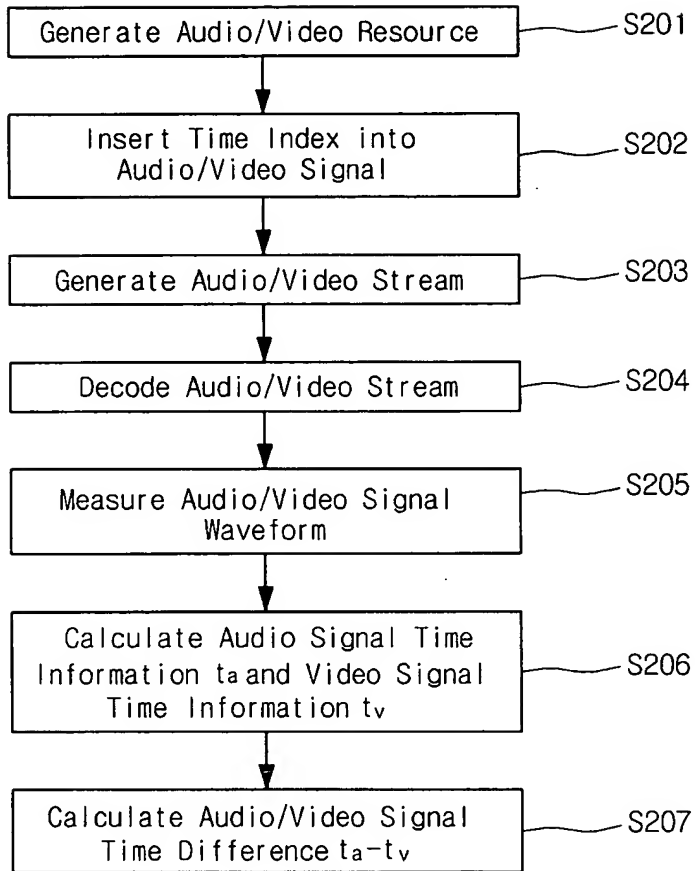 Generate Audio/Video Resource
S201
Insert Time Index into
Audio/Video Signal
S202
Generate Audio/Video Stream
S203
Decode Audio/Video Stream
S204
Measure Audio/Video Signal
Waveform
S205
Calculate Audio Signal Time
Information ta and Video Signal
Time Information tv
S206
Calculate Audio/Video Signal
Time Difference ta-tv
S207